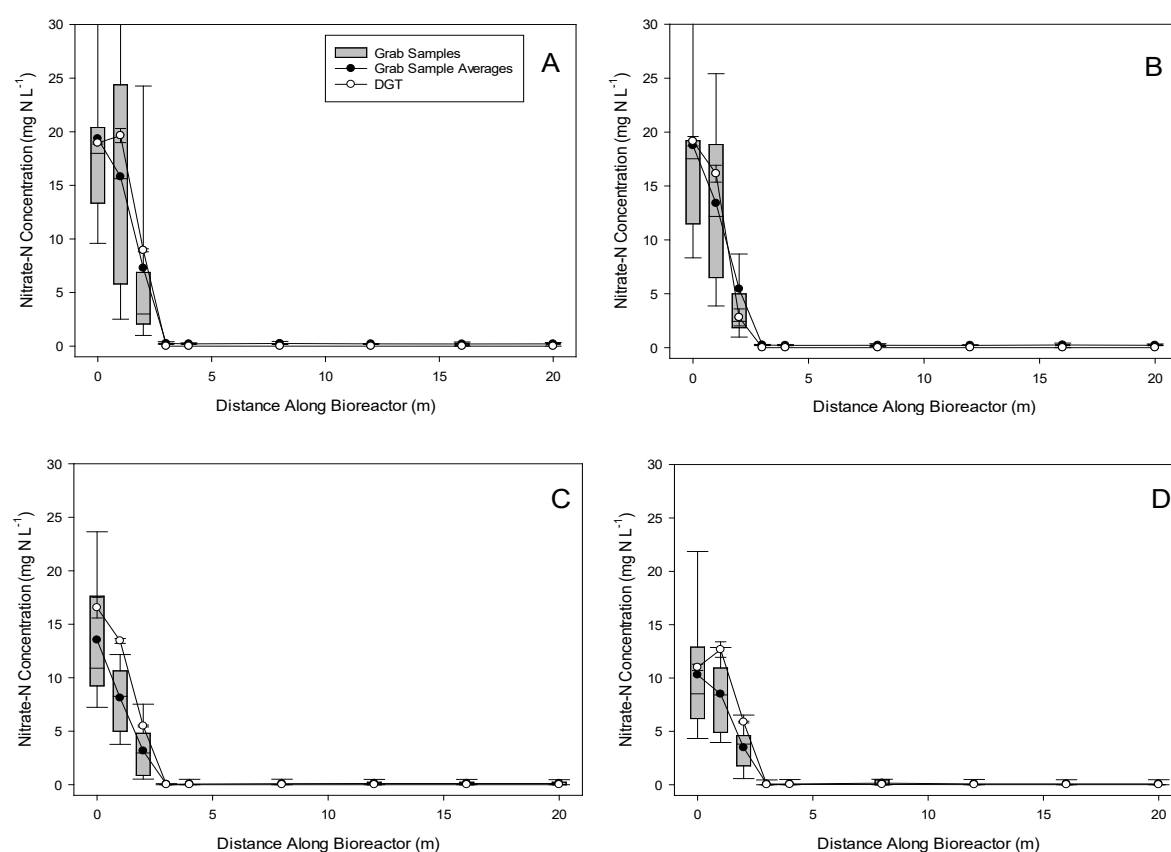 A
Nitrate-N Concentration (mg N L⁻¹)
30
25
20
15
10
5
0
Grab Samples
Grab Sample Averages
DGT
0 5 10 15 20
Distance Along Bioreactor (m)
B
Nitrate-N Concentration (mg N L⁻¹)
30
25
20
15
10
5
0
0 5 10 15 20
Distance Along Bioreactor (m)
C
Nitrate-N Concentration (mg N L⁻¹)
30
25
20
15
10
5
0
0 5 10 15 20
Distance Along Bioreactor (m)
D
Nitrate-N Concentration (mg N L⁻¹)
30
25
20
15
10
5
0
0 5 10 15 20
Distance Along Bioreactor (m)